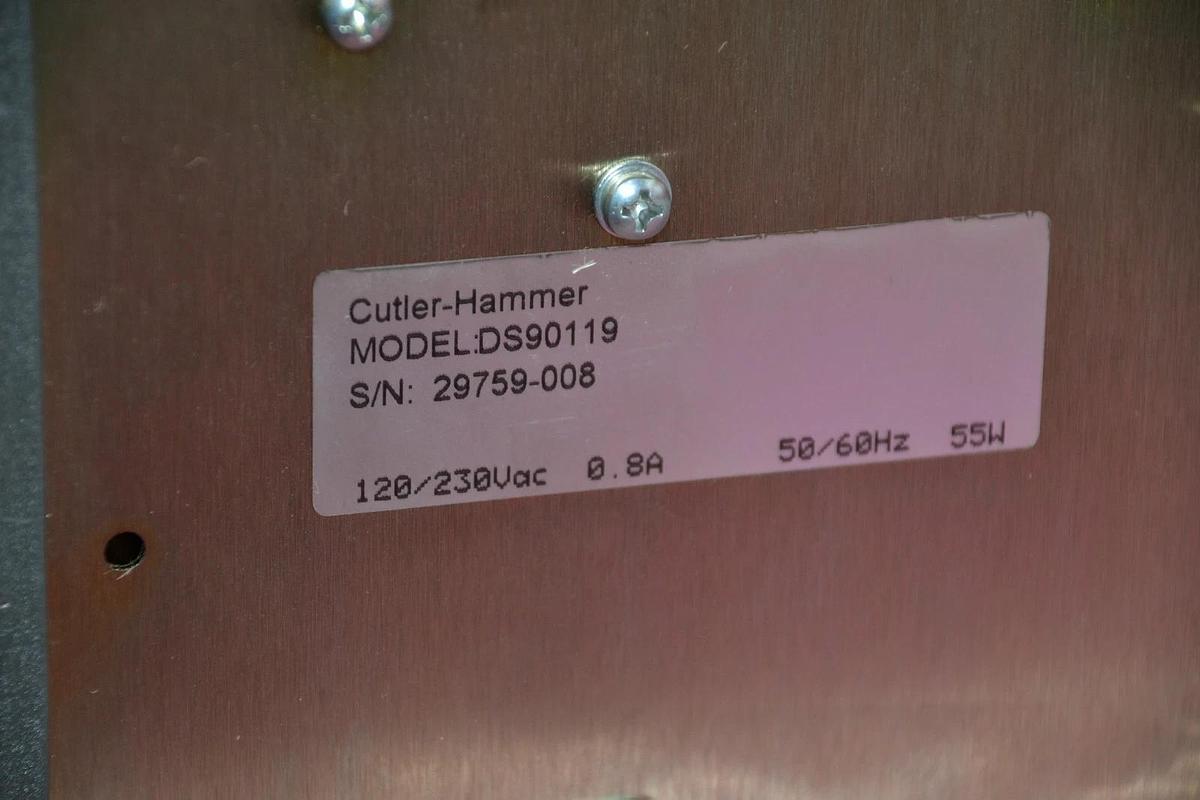 Cutler-Hammer
MODEL:DS90119
S/N: 29759-008
120/230Vac 0.8A 50/60Hz 55W